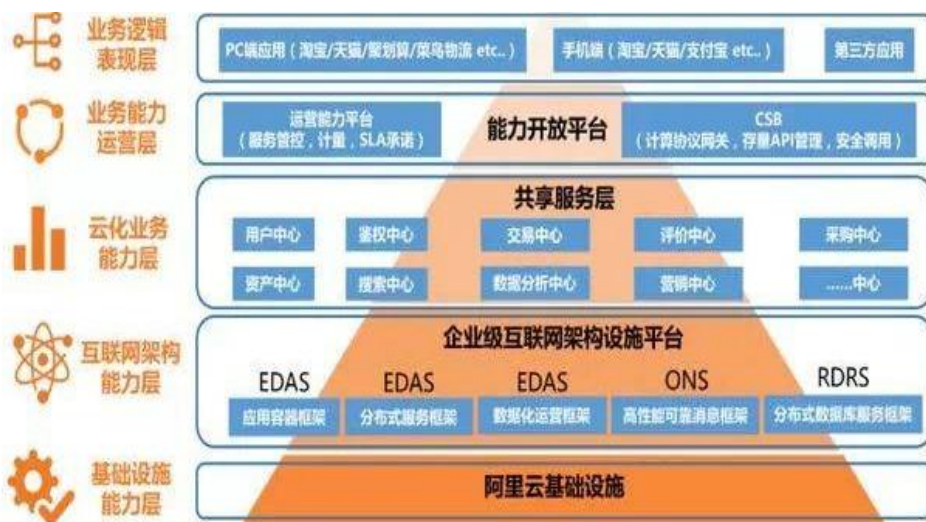 业务逻辑
表现层
PC端应用（淘宝/天猫/聚划算/菜鸟物流 etc..）
手机端（淘宝/天猫/支付宝 etc..）
第三方应用
业务能力
运营层
运营能力平台
（服务管控，计量，SLA承诺）
能力开放平台
CSB
（计算协议网关，存量API管理，安全调用）
云化业务
能力层
共享服务层
用户中心
鉴权中心
交易中心
评价中心
采购中心
资产中心
搜索中心
数据分析中心
营销中心
……中心
互联网架构
能力层
企业级互联网架构设施平台
EDAS
EDAS
EDAS
ONS
RDRS
应用容器框架
分布式服务框架
数据化运营框架
高性能可靠消息框架
分布式数据库服务框架
基础设施
能力层
阿里云基础设施